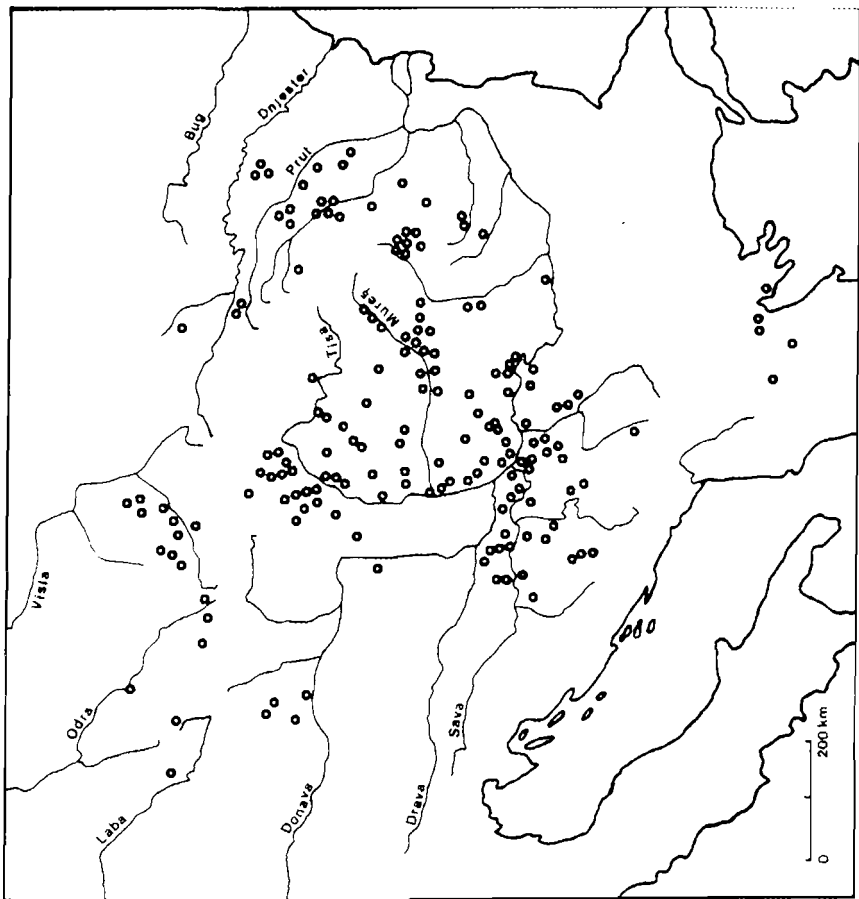 Bug
Dnjester
Prut
Mureş
Tisa
Visla
Odra
Laba
Donava
Drava
Sava
0
200 km